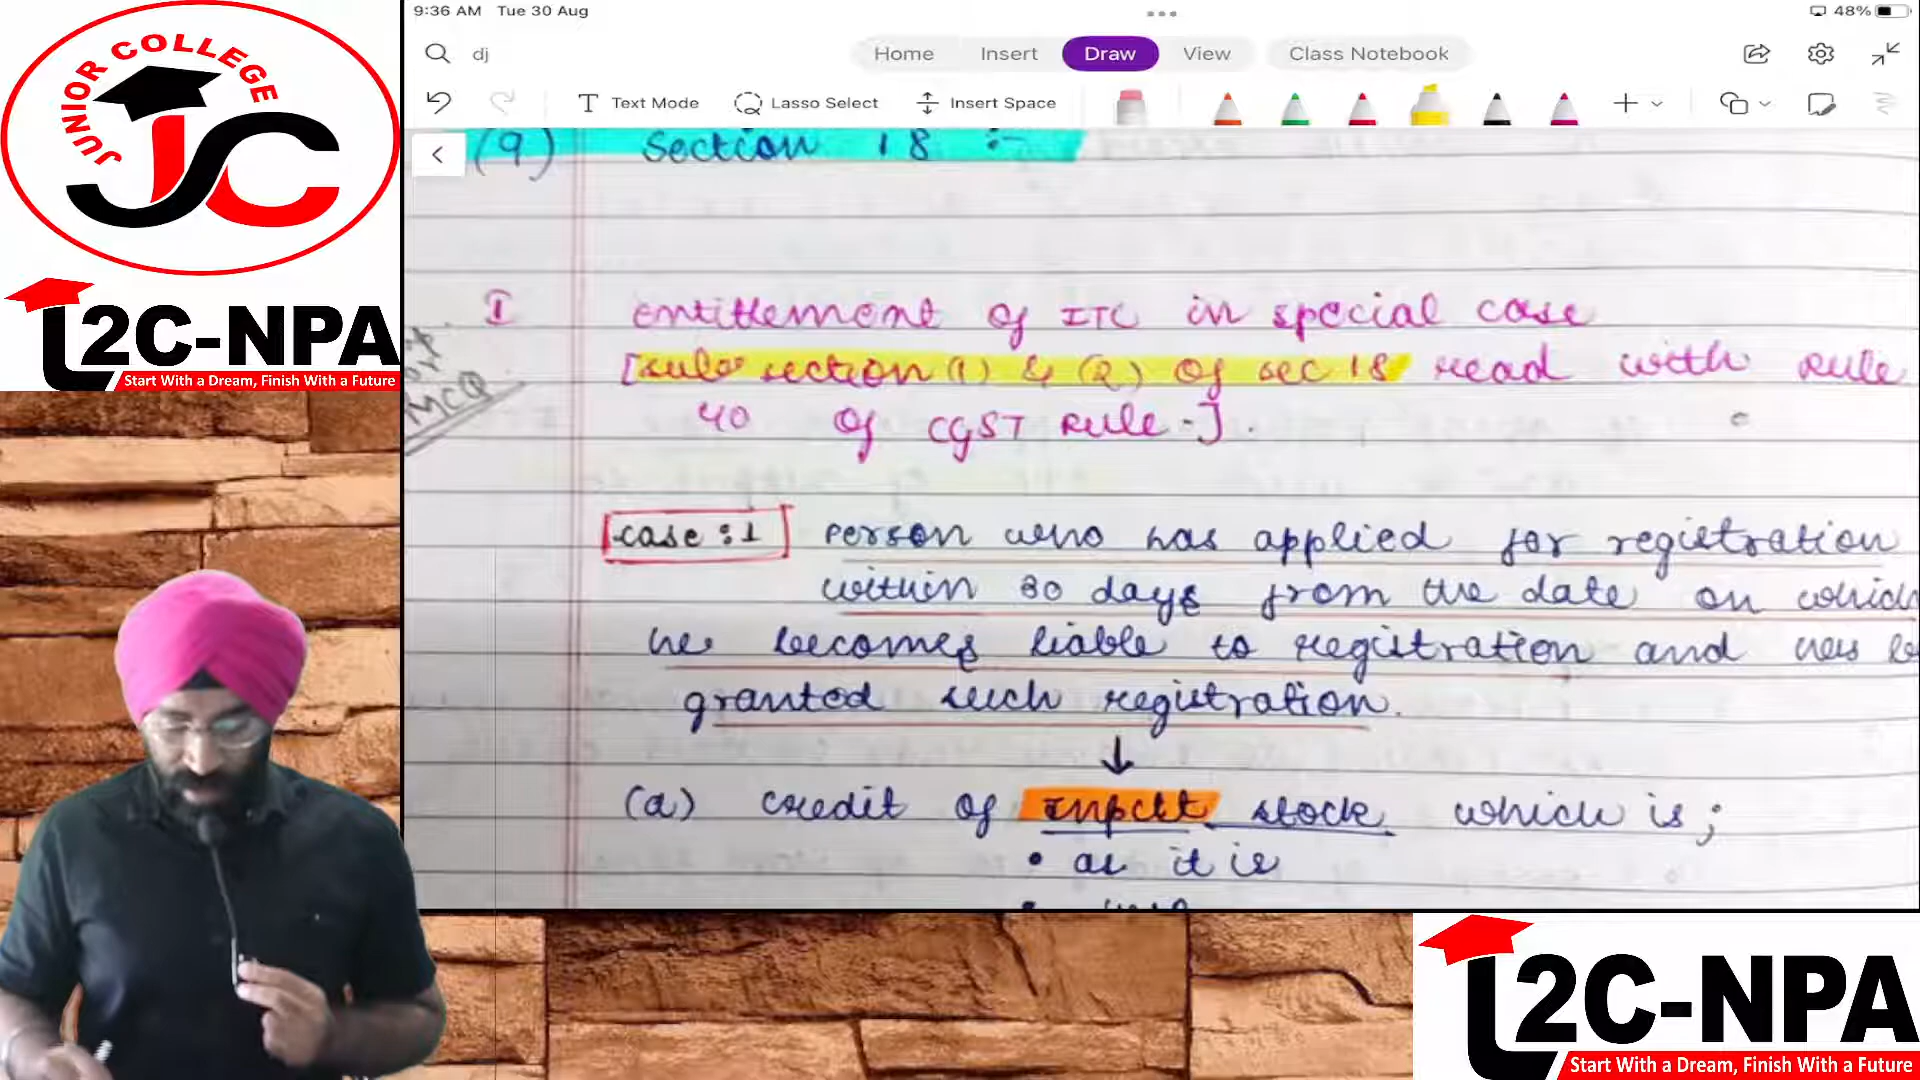 9:36 AM Tue 30 Aug
48%
dj
Home Insert Draw View Class Notebook
Text Mode Lasso Select Insert Space
JUNIOR COLLEGE
JC
L2C-NPA
Start With a Dream, Finish With a Future
(9) Section 18 :-
I entitlement of ITC in special case
[sub section (1) & (2) of sec 18 read with Rule
40 of CGST Rule -].
MCQ
case : 1 Person who has applied for registration
within 30 days from the date on which
he becomes liable to registration and has be
granted such registration.
(a) credit of input stock which is ;
• as it is
L2C-NPA
Start With a Dream, Finish With a Future